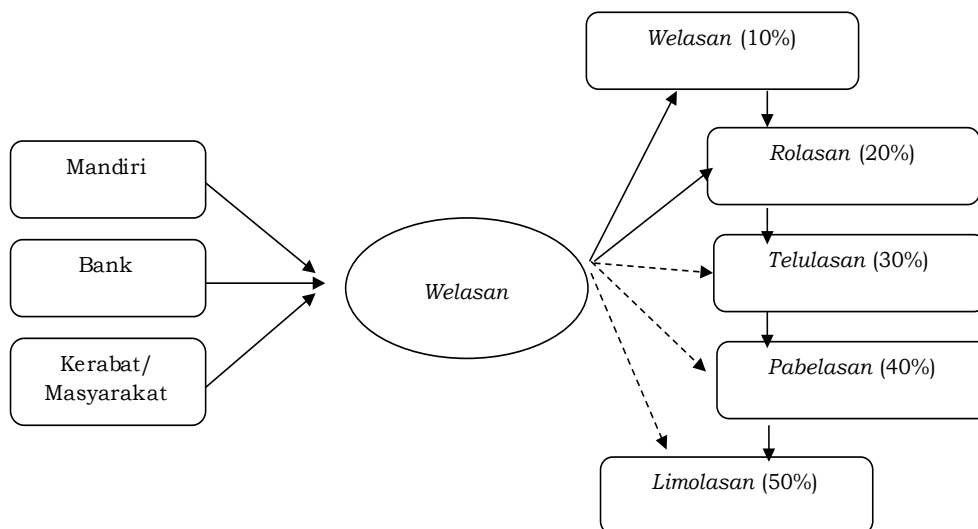 Mandiri
Bank
Kerabat/
Masyarakat
Welasan
Welasan (10%)
Rolasan (20%)
Telulasan (30%)
Pabelasan (40%)
Limolasan (50%)